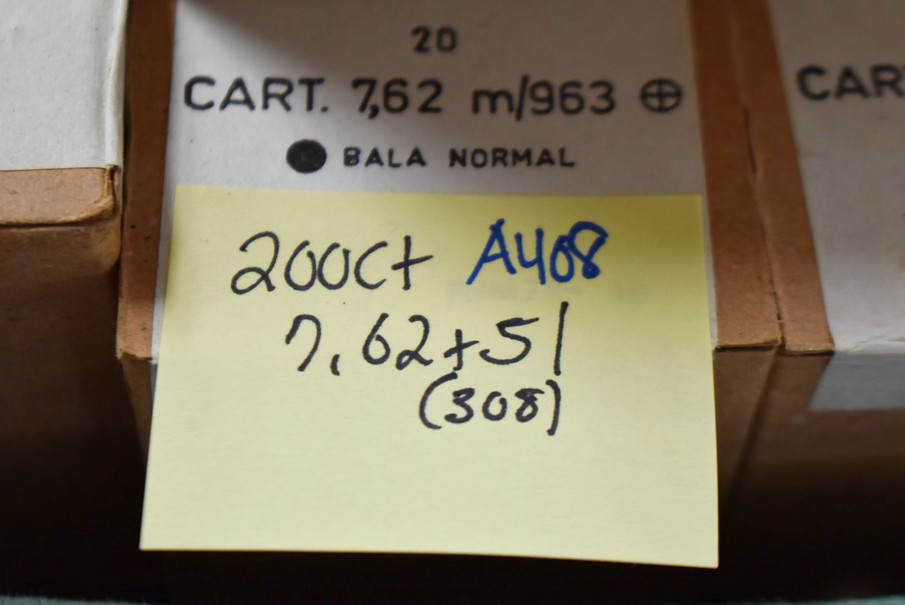 20
CART. 7,62 m/963 ⊕
● BALA NORMAL
CAR
200ct A408
7,62+51
(308)